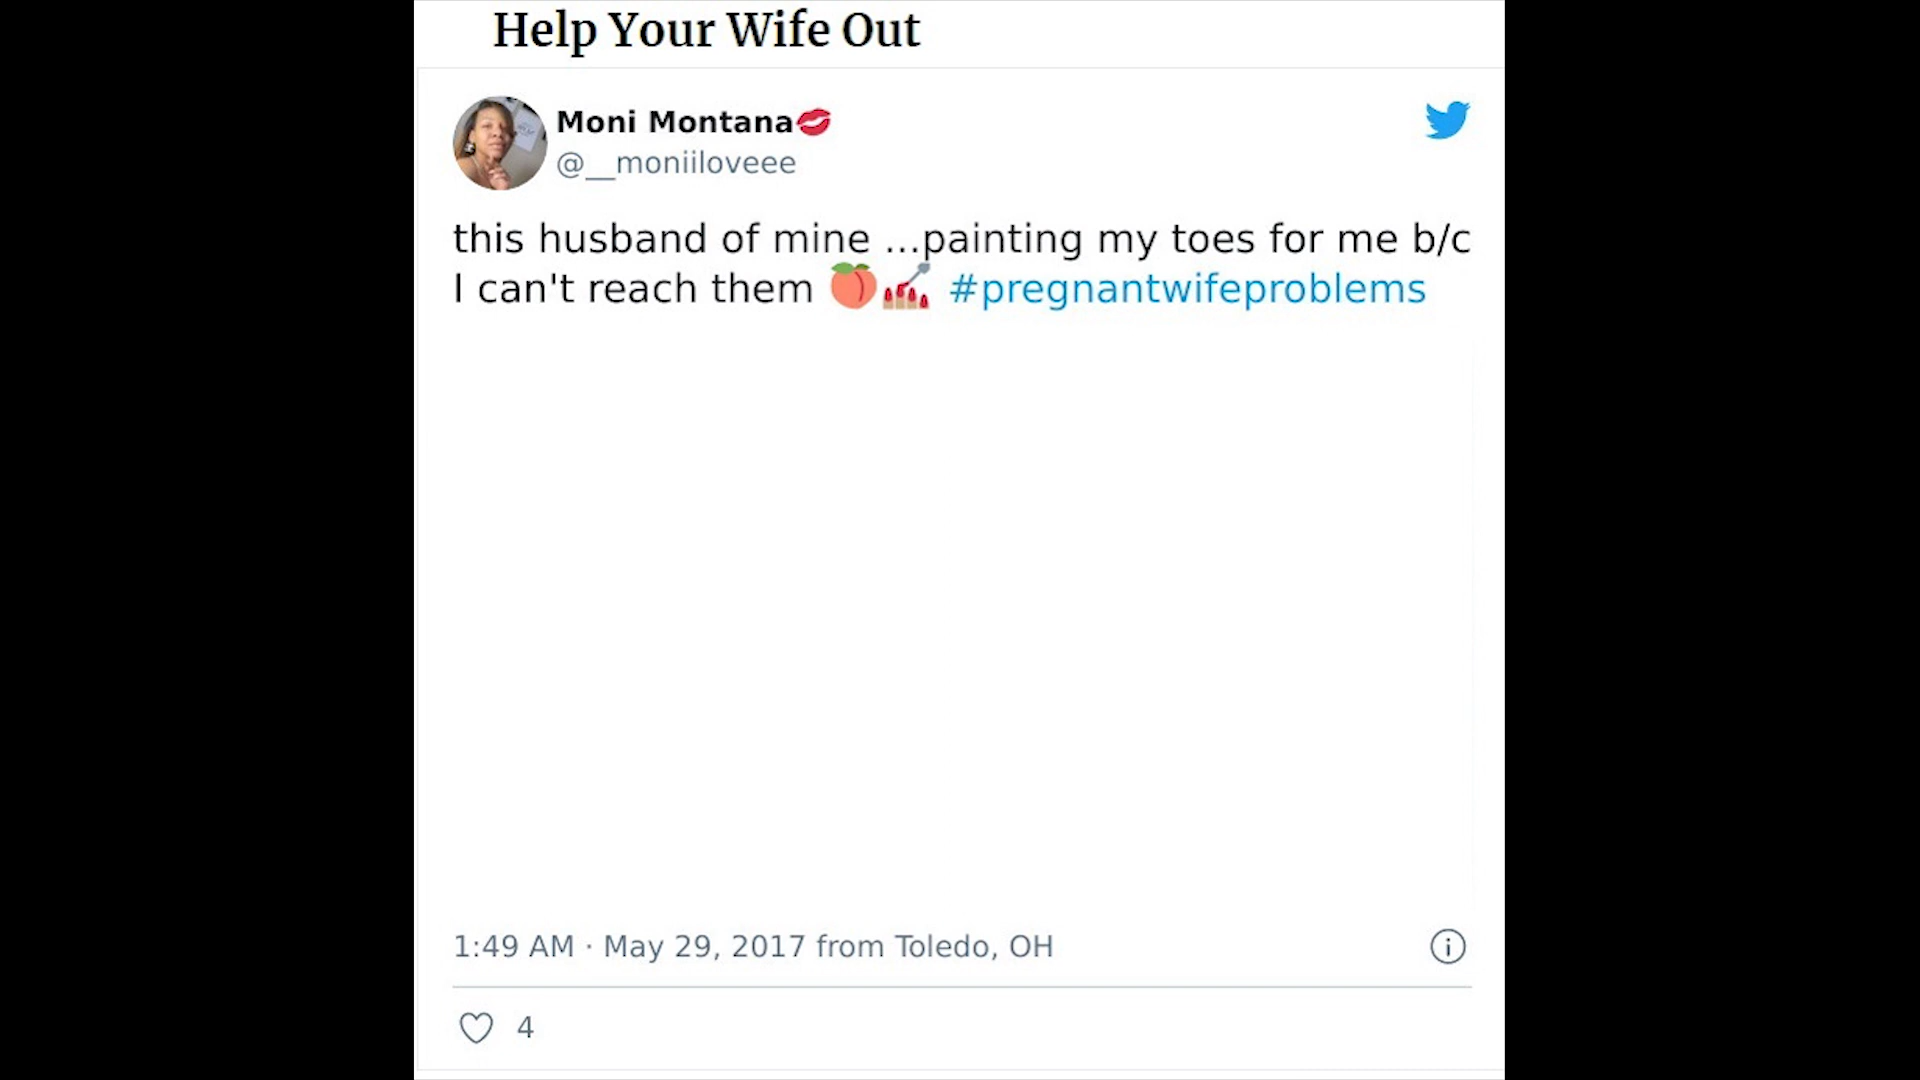 Help Your Wife Out
Moni Montana💋
@__moniiloveee
this husband of mine ...painting my toes for me b/c
I can't reach them 🍑💅 #pregnantwifeproblems
1:49 AM · May 29, 2017 from Toledo, OH
4